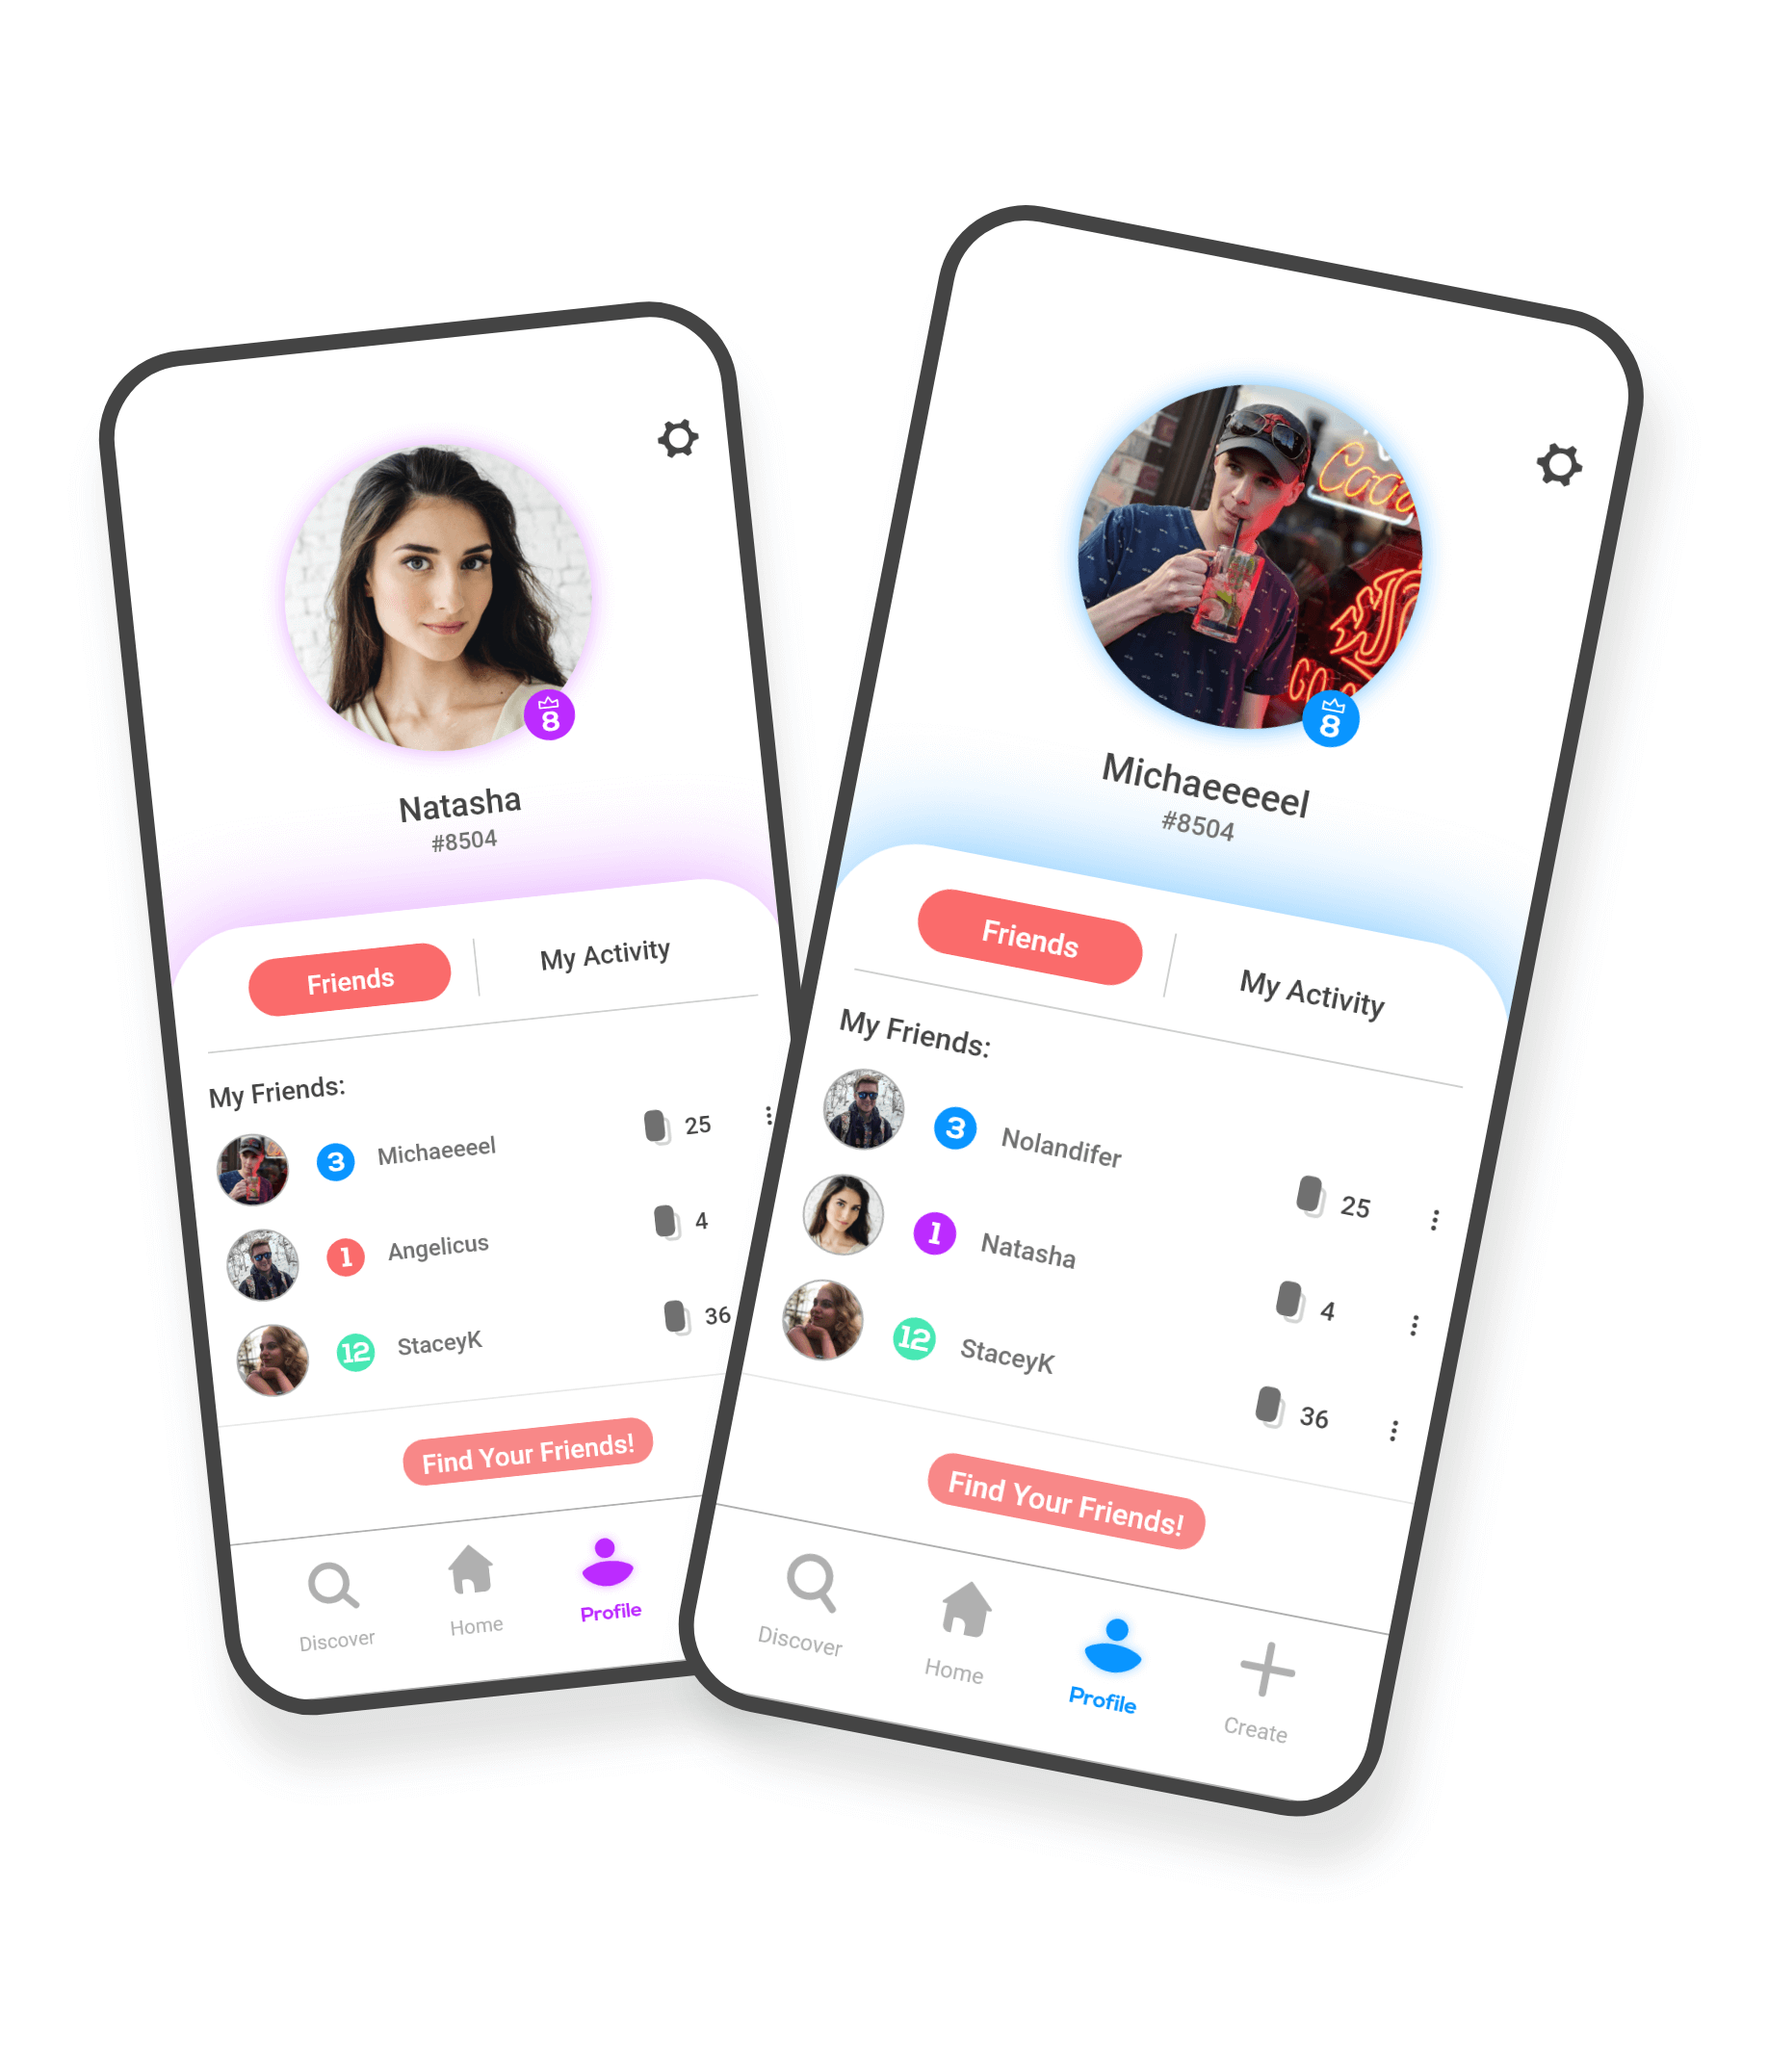 8
Natasha
#8504
Friends
My Activity
My Friends:
3 Michaeeeel 25
1 Angelicus 4
12 StaceyK 36
Find Your Friends!
Discover
Home
Profile
8
Michaeeeeel
#8504
Friends
My Activity
My Friends:
3 Nolandifer 25
1 Natasha 4
12 StaceyK 36
Find Your Friends!
Discover
Home
Profile
Create